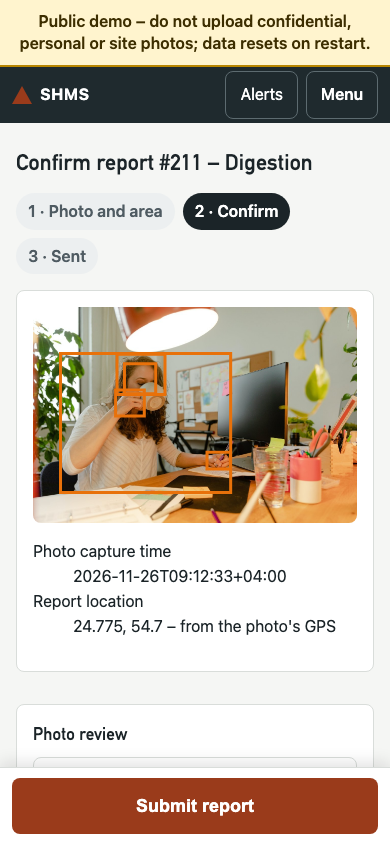 Public demo – do not upload confidential,
personal or site photos; data resets on restart.
SHMS
Alerts
Menu
Confirm report #211 – Digestion
1 · Photo and area
2 · Confirm
3 · Sent
Photo capture time
2026-11-26T09:12:33+04:00
Report location
24.775, 54.7 – from the photo's GPS
Photo review
Submit report